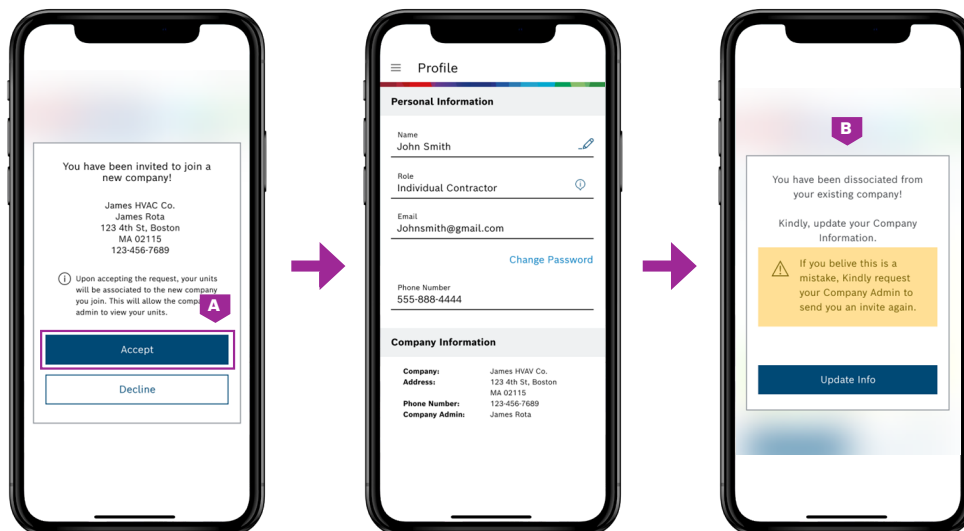 You have been invited to join a
new company!
James HVAC Co.
James Rota
123 4th St, Boston
MA 02115
123-456-7689
Upon accepting the request, your units
will be associated to the new company
you join. This will allow the
admin to view your units.
A
Accept
Decline
Profile
Personal Information
Name
John Smith
Role
Individual Contractor
Email
Johnsmith@gmail.com
Change Password
Phone Number
555-888-4444
Company Information
Company: James HVAV Co.
Address: 123 4th St, Boston
MA 02115
Phone Number: 123-456-7689
Company Admin: James Rota
B
You have been dissociated from
your existing company!
Kindly, update your Company
Information.
If you belive this is a
mistake, Kindly request
your Company Admin to
send you an invite again.
Update Info